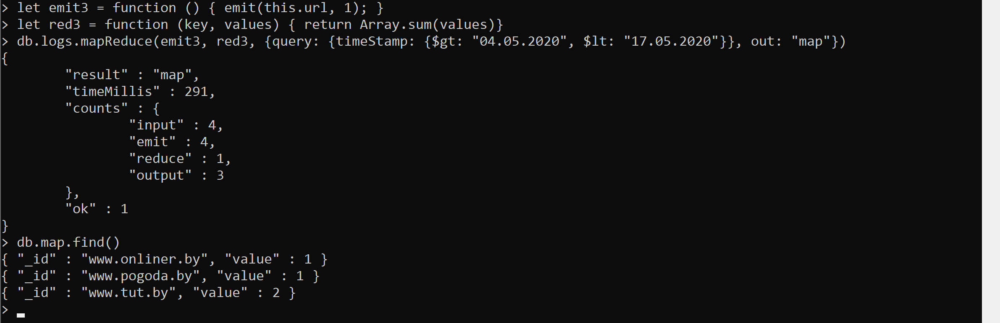 > let emit3 = function () { emit(this.url, 1); }
> let red3 = function (key, values) { return Array.sum(values)}
> db.logs.mapReduce(emit3, red3, {query: {timeStamp: {$gt: "04.05.2020", $lt: "17.05.2020"}}, out: "map"})
{
        "result" : "map",
        "timeMillis" : 291,
        "counts" : {
                "input" : 4,
                "emit" : 4,
                "reduce" : 1,
                "output" : 3
        },
        "ok" : 1
}
> db.map.find()
{ "_id" : "www.onliner.by", "value" : 1 }
{ "_id" : "www.pogoda.by", "value" : 1 }
{ "_id" : "www.tut.by", "value" : 2 }
>